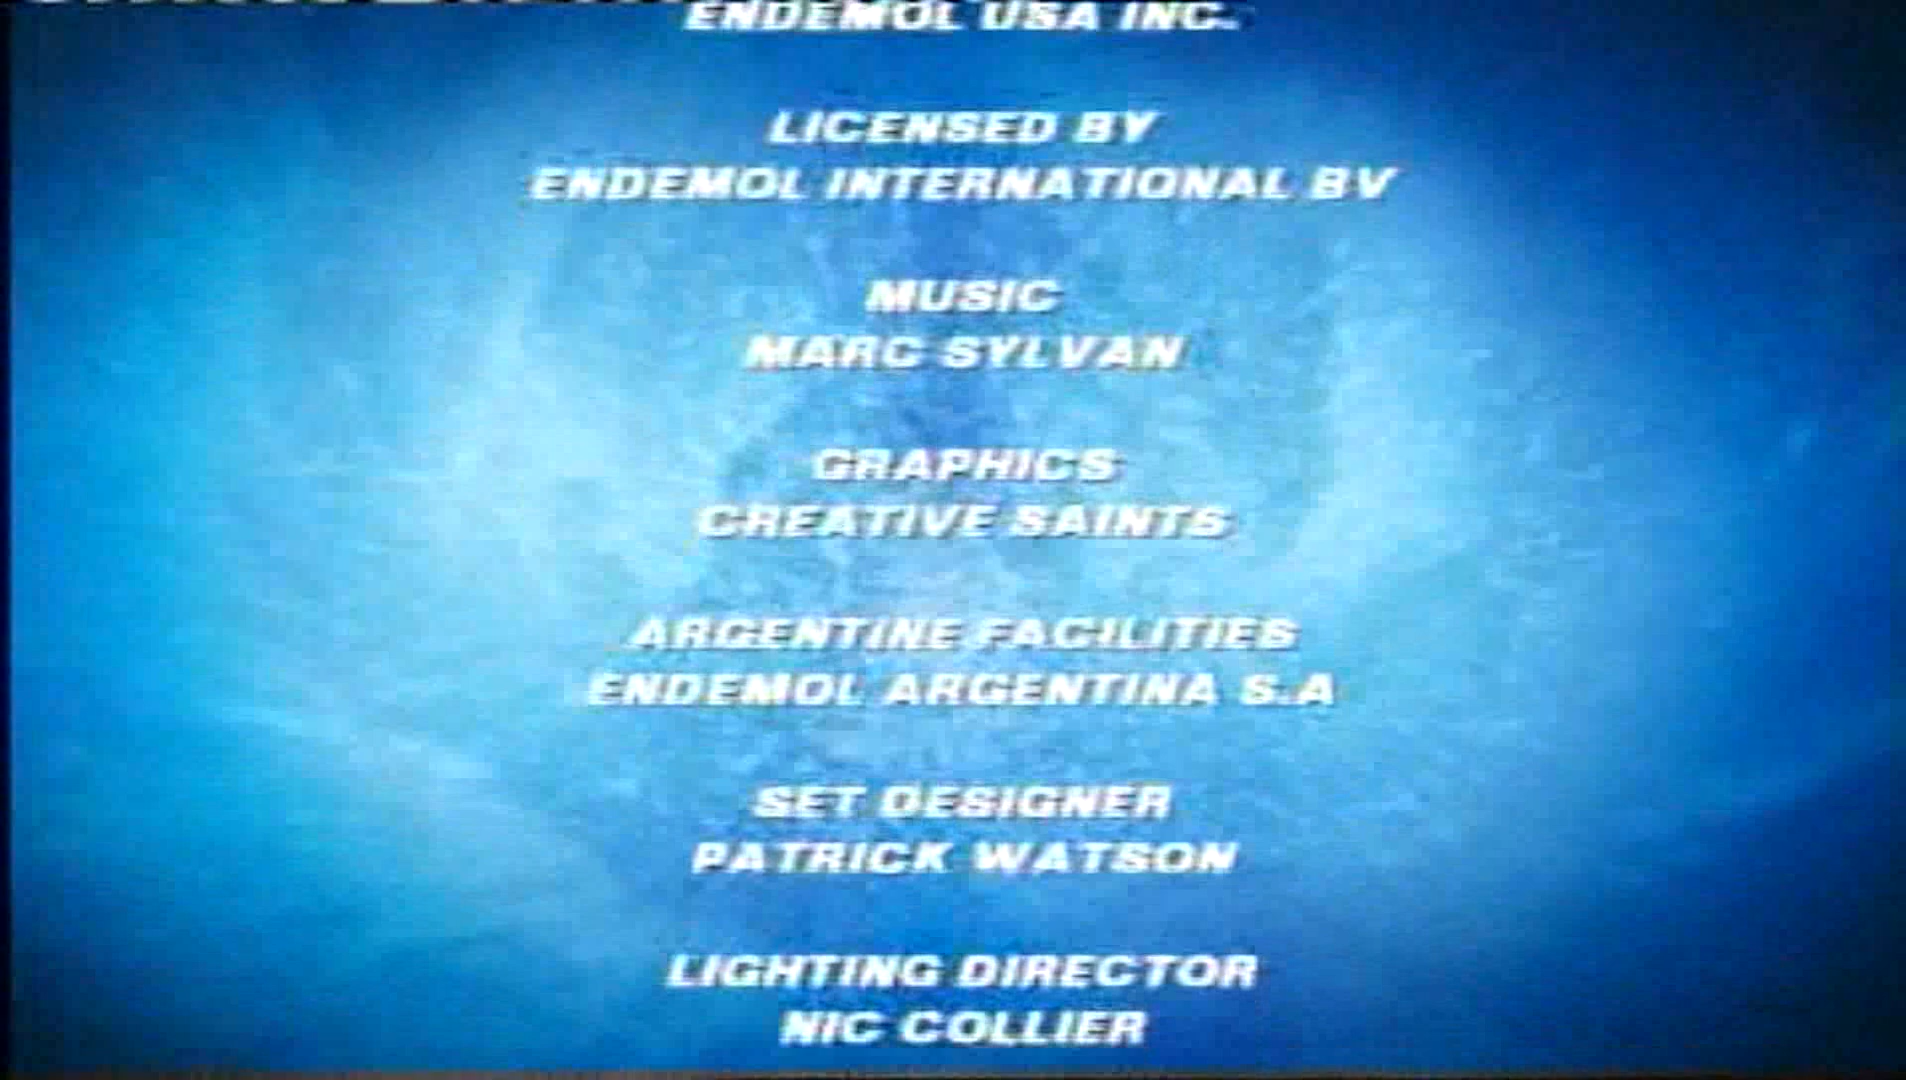 ENDEMOL USA INC.
LICENSED BY
ENDEMOL INTERNATIONAL BV
MUSIC
MARC SYLVAN
GRAPHICS
CREATIVE SAINTS
ARGENTINE FACILITIES
ENDEMOL ARGENTINA S.A
SET DESIGNER
PATRICK WATSON
LIGHTING DIRECTOR
NIC COLLIER